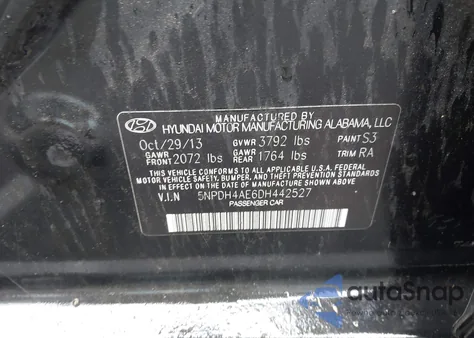 MANUFACTURED BY
HYUNDAI MOTOR MANUFACTURING ALABAMA, LLC
Oct/29/13 GVWR 3792 lbs PAINT S3
GAWR FRONT 2072 lbs GAWR REAR 1764 lbs TRIM RA
THIS VEHICLE CONFORMS TO ALL APPLICABLE U.S.A FEDERAL
MOTOR VEHICLE SAFETY, BUMPER, AND THEFT PREVENTION
STANDARDS IN EFFECT ON THE DATE OF MANUFACTURE SHOWN ABOVE.
V.I.N 5NPDH4AE6DH442527
PASSENGER CAR
autoSnap
POWERED BY